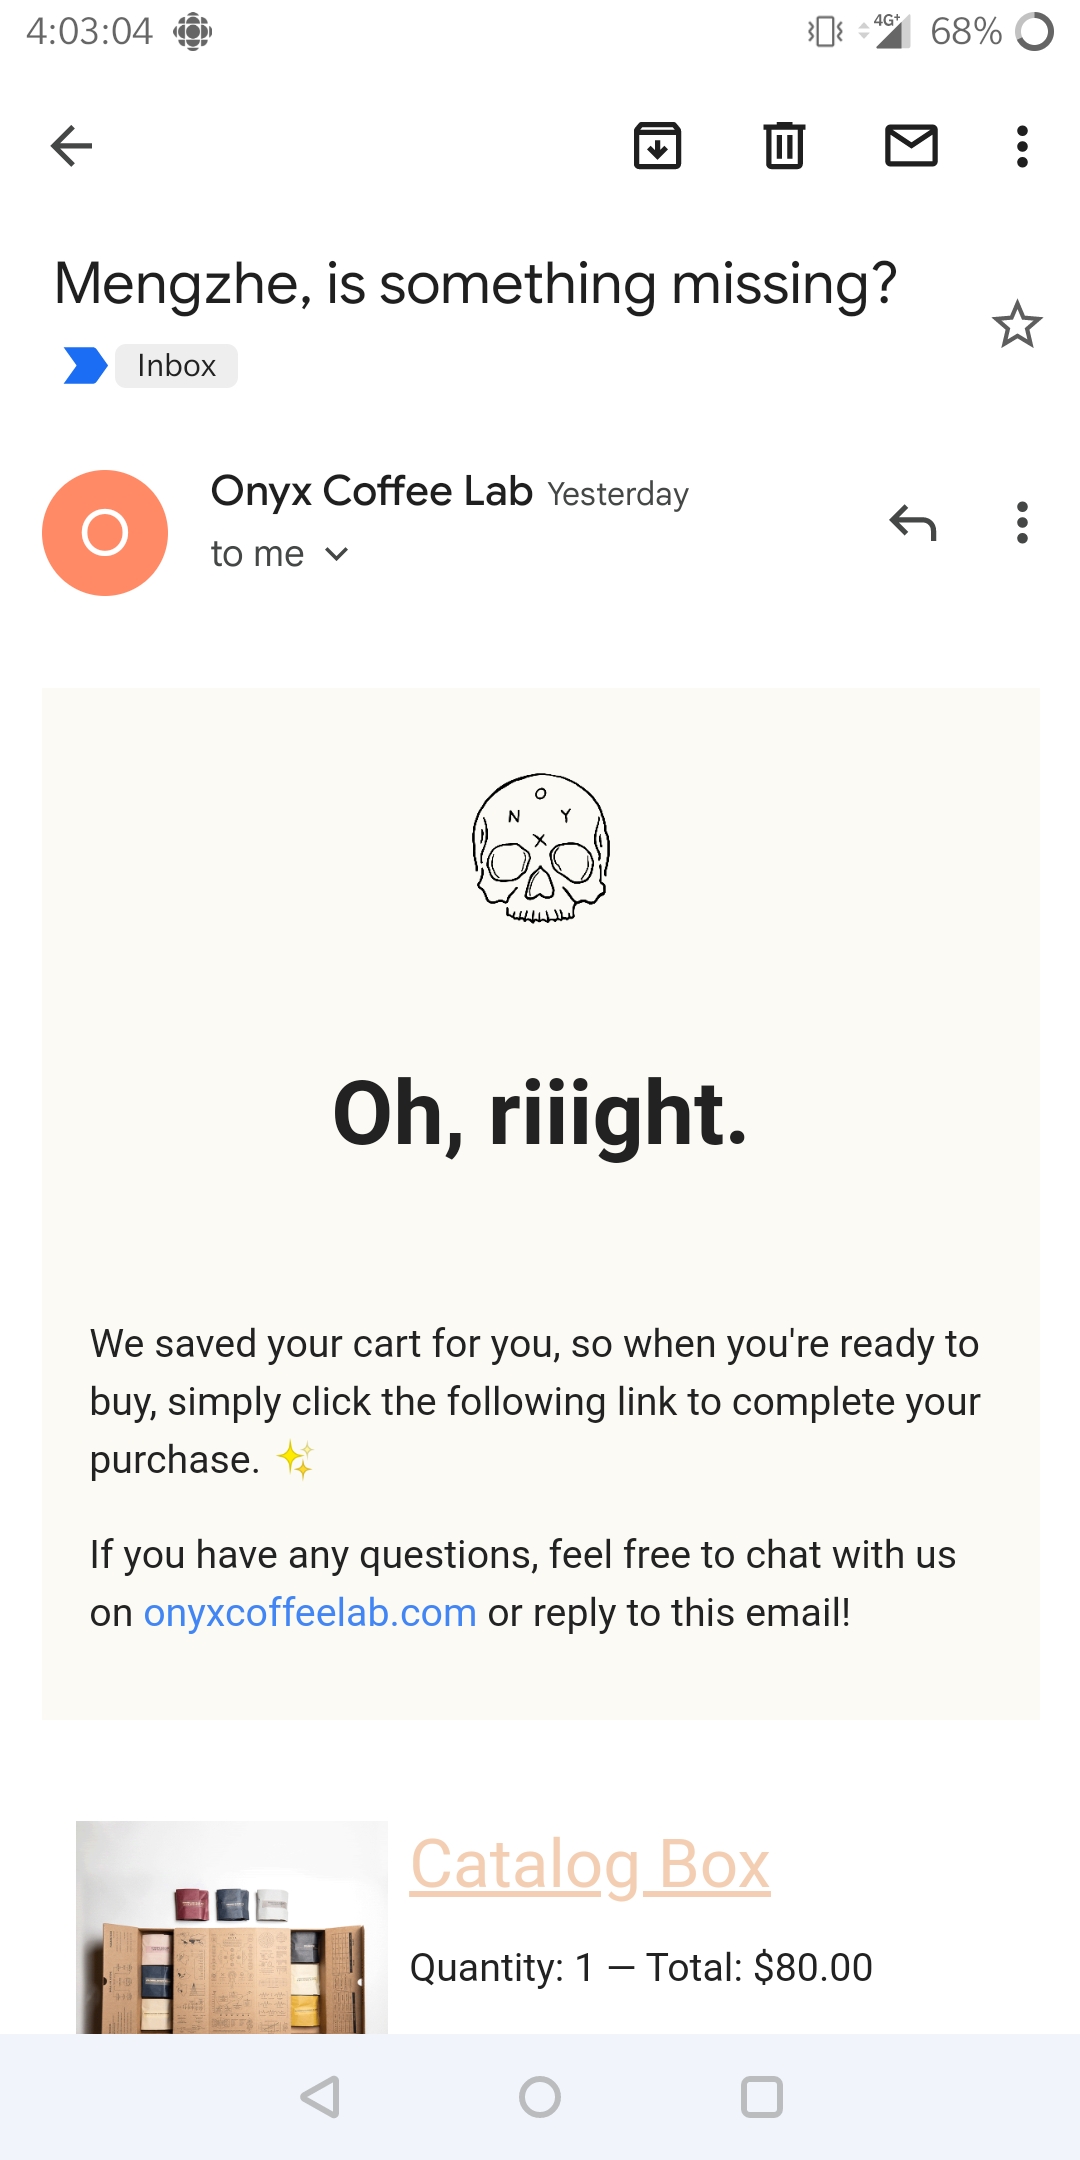 4:03:04
4G+
68%
Mengzhe, is something missing?
Inbox
O
Onyx Coffee Lab Yesterday
to me
O
N Y
X
Oh, riiight.
We saved your cart for you, so when you're ready to
buy, simply click the following link to complete your
purchase. ✨
If you have any questions, feel free to chat with us
on onyxcoffeelab.com or reply to this email!
Catalog Box
Quantity: 1 — Total: $80.00